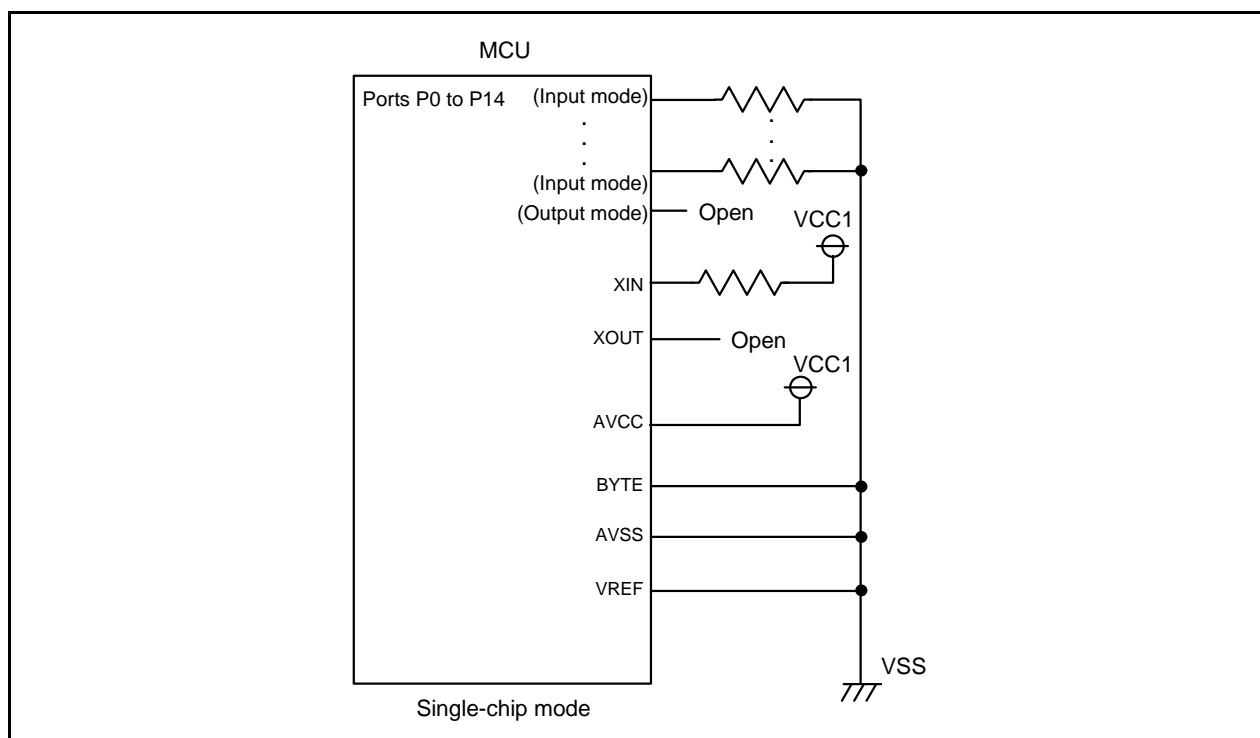 MCU
Ports P0 to P14 (Input mode)
(Input mode)
(Output mode) Open
VCC1
XIN
XOUT Open
VCC1
AVCC
BYTE
AVSS
VREF
VSS
Single-chip mode